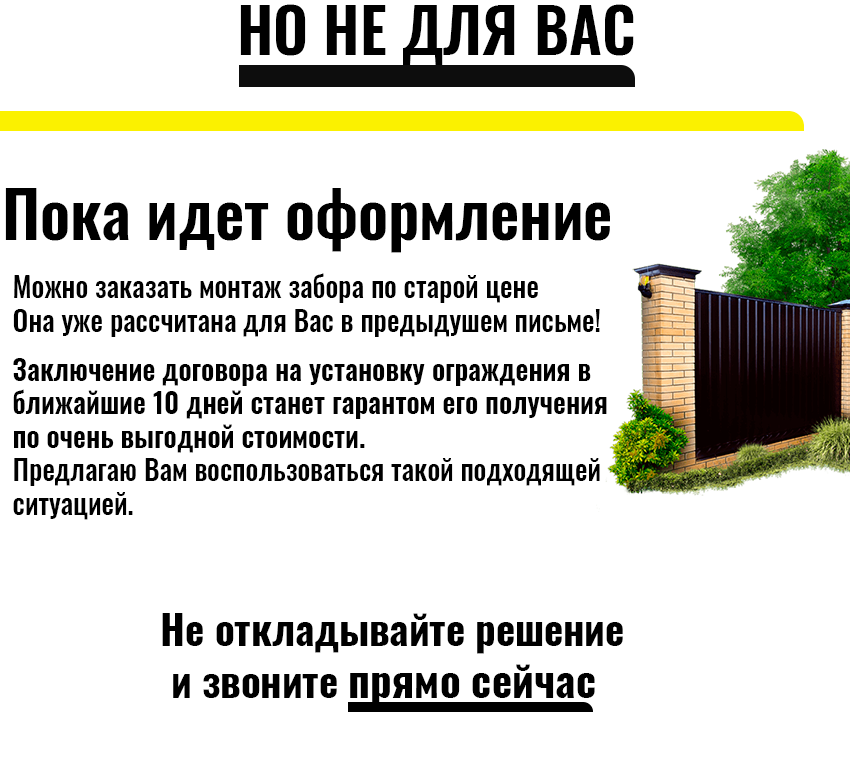 НО НЕ ДЛЯ ВАС
Пока идет оформление
Можно заказать монтаж забора по старой цене
Она уже рассчитана для Вас в предыдушем письме!
Заключение договора на установку ограждения в
ближайшие 10 дней станет гарантом его получения
по очень выгодной стоимости.
Предлагаю Вам воспользоваться такой подходящей
ситуацией.
Не откладывайте решение
и звоните прямо сейчас